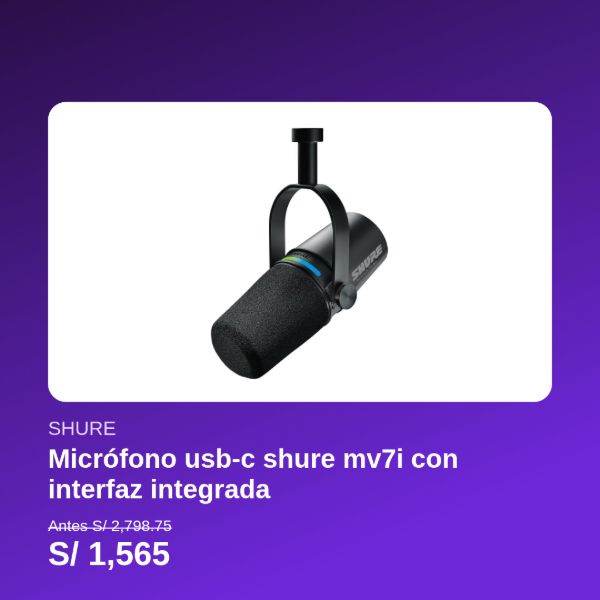 SHURE
SHURE
Micrófono usb-c shure mv7i con
interfaz integrada
Antes S/ 2,798.75
S/ 1,565